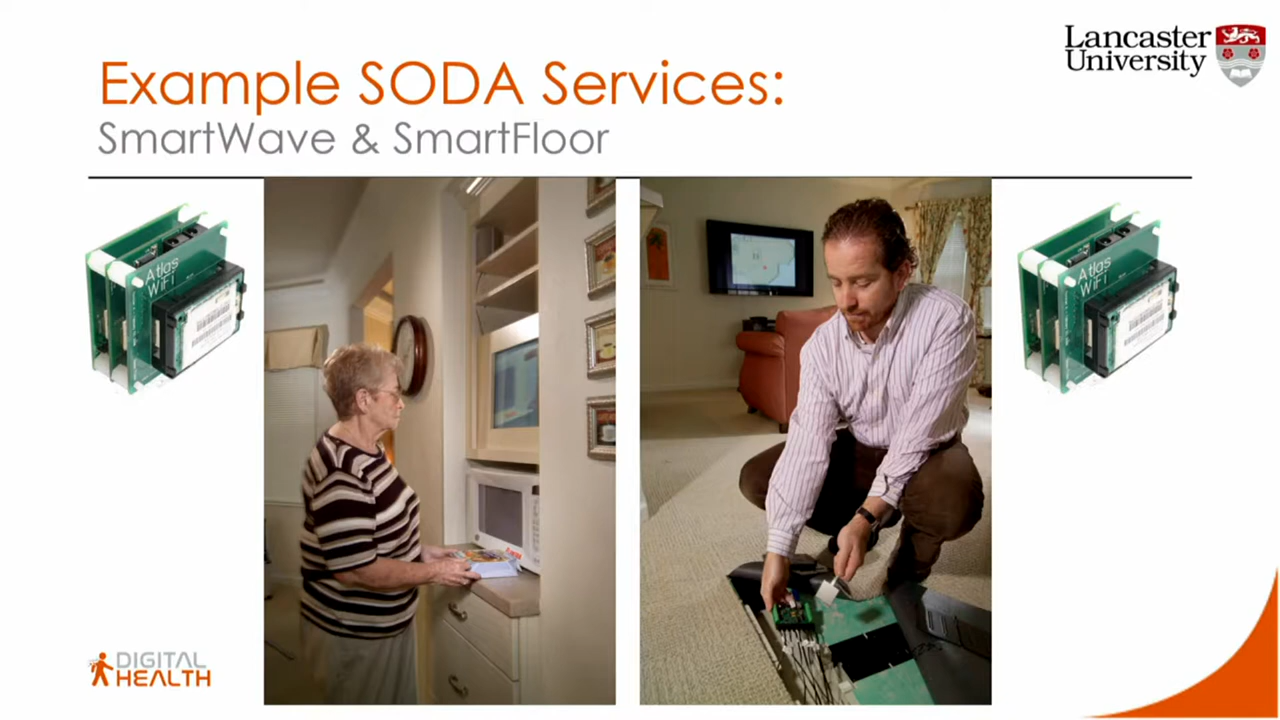 Lancaster
University
Example SODA Services:
SmartWave & SmartFloor
Atlas
WiFi
Atlas
WiFi
DIGITAL
HEALTH